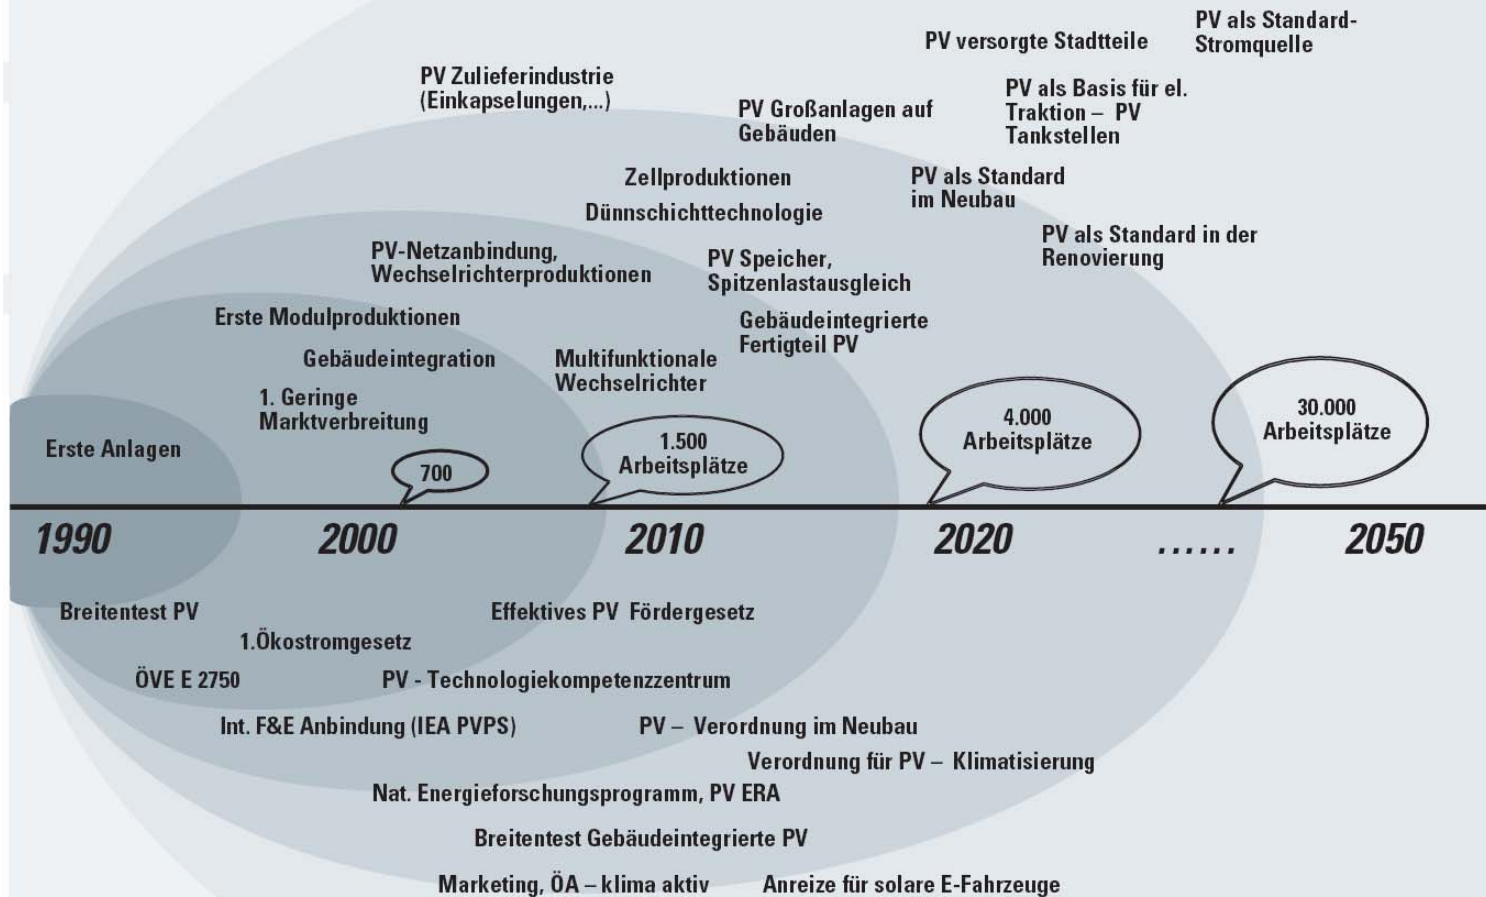 PV als Standard-
Stromquelle
PV versorgte Stadtteile
PV Zulieferindustrie
(Einkapselungen,...)
PV als Basis für el.
Traktion – PV
Tankstellen
PV Großanlagen auf
Gebäuden
Zellproduktionen
PV als Standard
im Neubau
Dünnschichttechnologie
PV als Standard in der
Renovierung
PV-Netzanbindung,
Wechselrichterproduktionen
PV Speicher,
Spitzenlastausgleich
Erste Modulproduktionen
Gebäudeintegrierte
Fertigteil PV
Gebäudeintegration
Multifunktionale
Wechselrichter
1. Geringe
Marktverbreitung
Erste Anlagen
700
1.500
Arbeitsplätze
4.000
Arbeitsplätze
30.000
Arbeitsplätze
1990
2000
2010
2020
......
2050
Breitentest PV
Effektives PV Fördergesetz
1.Ökostromgesetz
ÖVE E 2750
PV - Technologiekompetenzzentrum
Int. F&E Anbindung (IEA PVPS)
PV – Verordnung im Neubau
Verordnung für PV – Klimatisierung
Nat. Energieforschungsprogramm, PV ERA
Breitentest Gebäudeintegrierte PV
Marketing, ÖA – klima aktiv
Anreize für solare E-Fahrzeuge